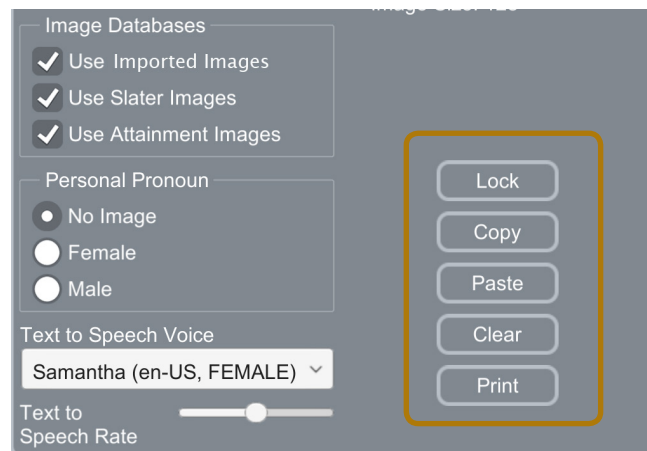 Image Databases
Use Imported Images
Use Slater Images
Use Attainment Images
Personal Pronoun
No Image
Female
Male
Text to Speech Voice
Samantha (en-US, FEMALE)
Text to
Speech Rate
Lock
Copy
Paste
Clear
Print